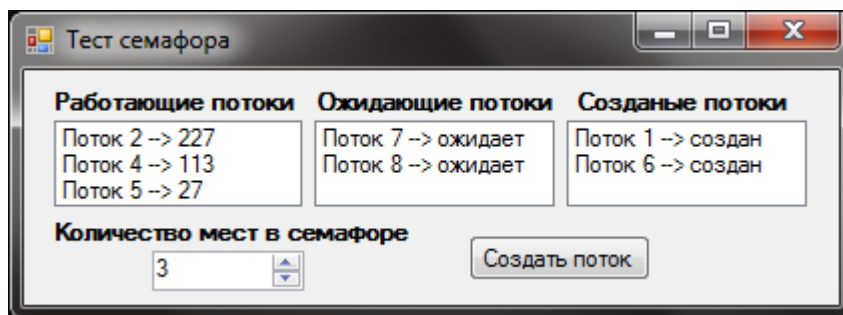 Тест семафора
Работающие потоки Ожидающие потоки Созданые потоки
Поток 2 --> 227 Поток 7 --> ожидает Поток 1 --> создан
Поток 4 --> 113 Поток 8 --> ожидает Поток 6 --> создан
Поток 5 --> 27
Количество мест в семафоре
3 Создать поток